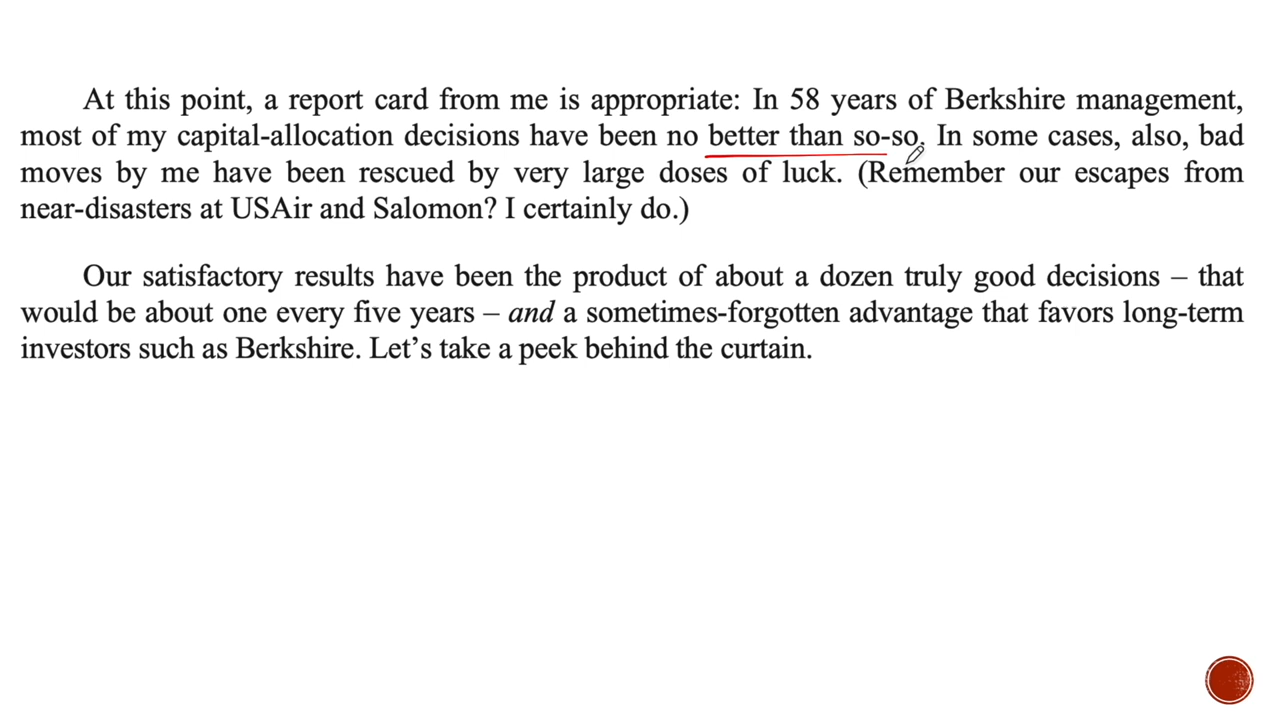 At this point, a report card from me is appropriate: In 58 years of Berkshire management,
most of my capital-allocation decisions have been no better than so-so. In some cases, also, bad
moves by me have been rescued by very large doses of luck. (Remember our escapes from
near-disasters at USAir and Salomon? I certainly do.)
Our satisfactory results have been the product of about a dozen truly good decisions – that
would be about one every five years – and a sometimes-forgotten advantage that favors long-term
investors such as Berkshire. Let’s take a peek behind the curtain.